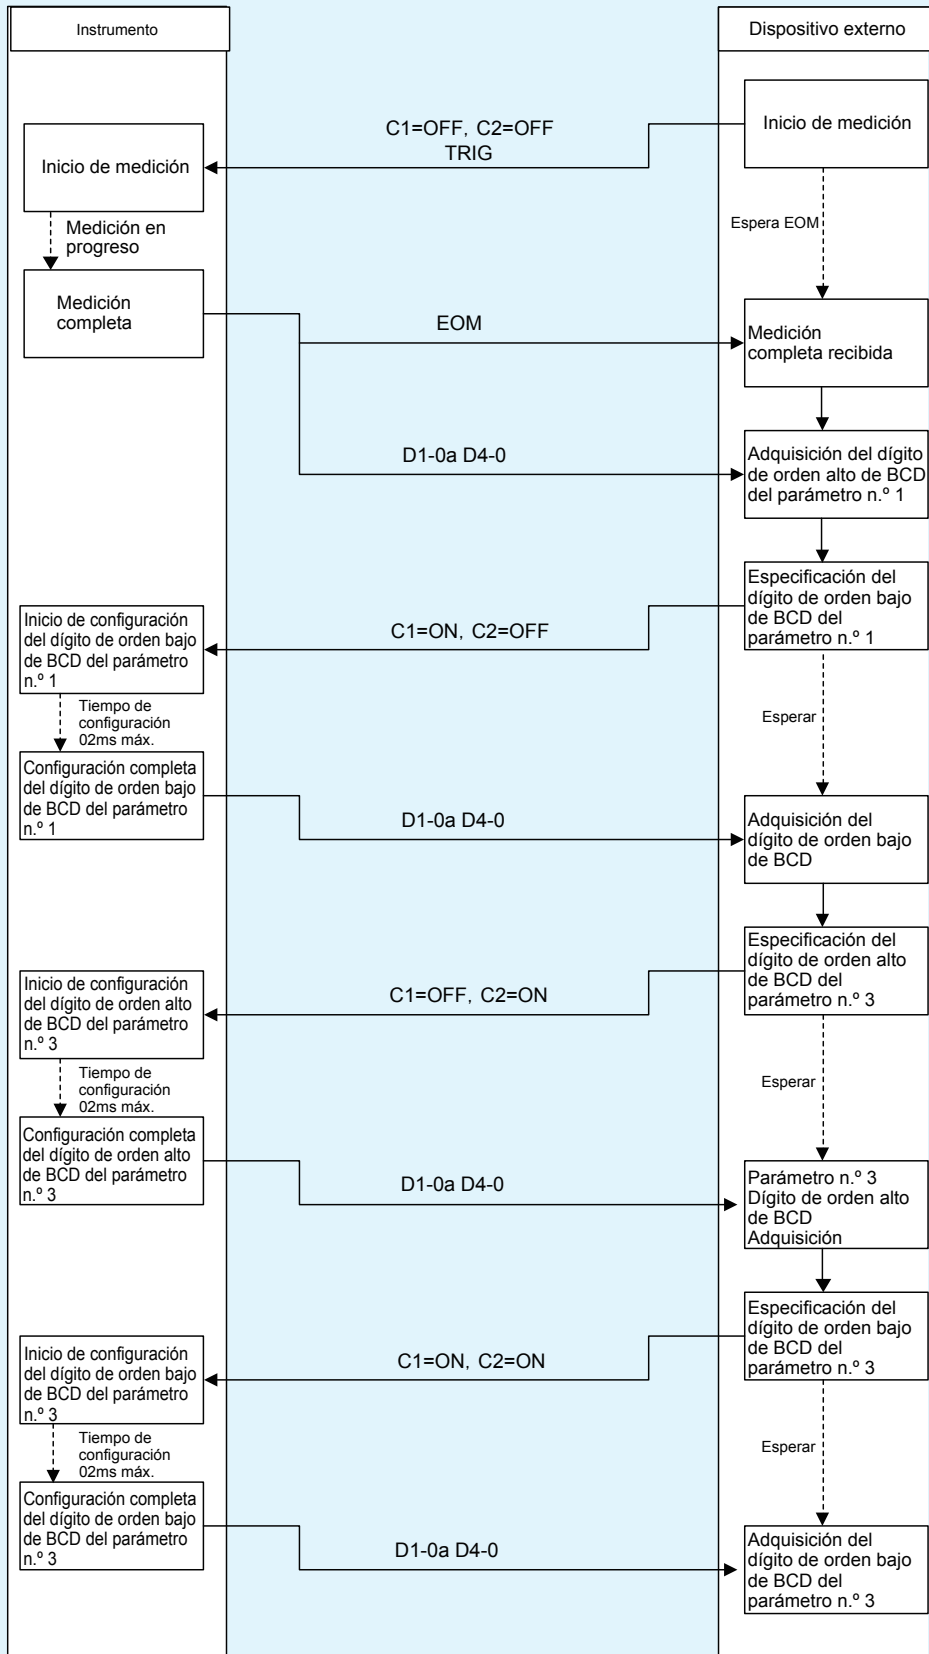 Instrumento
Dispositivo externo
Inicio de medición
C1=OFF, C2=OFF
TRIG
Inicio de medición
Medición en
progreso
Espera EOM
Medición
completa
EOM
Medición
completa recibida
D1-0a D4-0
Adquisición del dígito
de orden alto de BCD
del parámetro n.º 1
Especificación del
dígito de orden bajo
de BCD del
parámetro n.º 1
C1=ON, C2=OFF
Inicio de configuración
del dígito de orden bajo
de BCD del parámetro
n.º 1
Tiempo de
configuración
02ms máx.
Esperar
Configuración completa
del dígito de orden bajo
de BCD del parámetro
n.º 1
D1-0a D4-0
Adquisición del
dígito de orden bajo
de BCD
Especificación del
dígito de orden alto
de BCD del
parámetro n.º 3
C1=OFF, C2=ON
Inicio de configuración
del dígito de orden alto
de BCD del parámetro
n.º 3
Tiempo de
configuración
02ms máx.
Esperar
Configuración completa
del dígito de orden alto
de BCD del parámetro
n.º 3
D1-0a D4-0
Parámetro n.º 3
Dígito de orden alto
de BCD
Adquisición
Especificación del
dígito de orden bajo
de BCD del
parámetro n.º 3
C1=ON, C2=ON
Inicio de configuración
del dígito de orden bajo
de BCD del parámetro
n.º 3
Tiempo de
configuración
02ms máx.
Esperar
Configuración completa
del dígito de orden bajo
de BCD del parámetro
n.º 3
D1-0a D4-0
Adquisición del
dígito de orden bajo
de BCD del
parámetro n.º 3